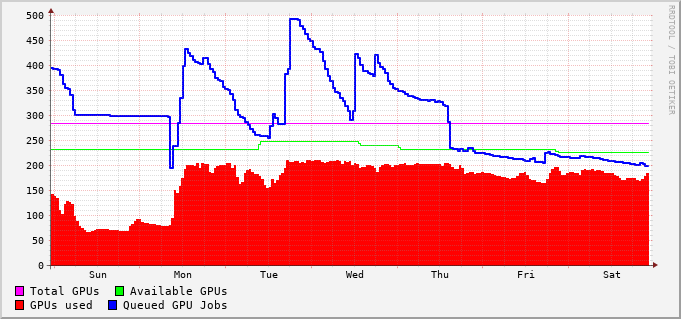 500
450
400
350
300
250
200
150
100
50
0
Sun Mon Tue Wed Thu Fri Sat
Total GPUs Available GPUs
GPUs used Queued GPU Jobs
RRDTOOL / TOBI OETIKER